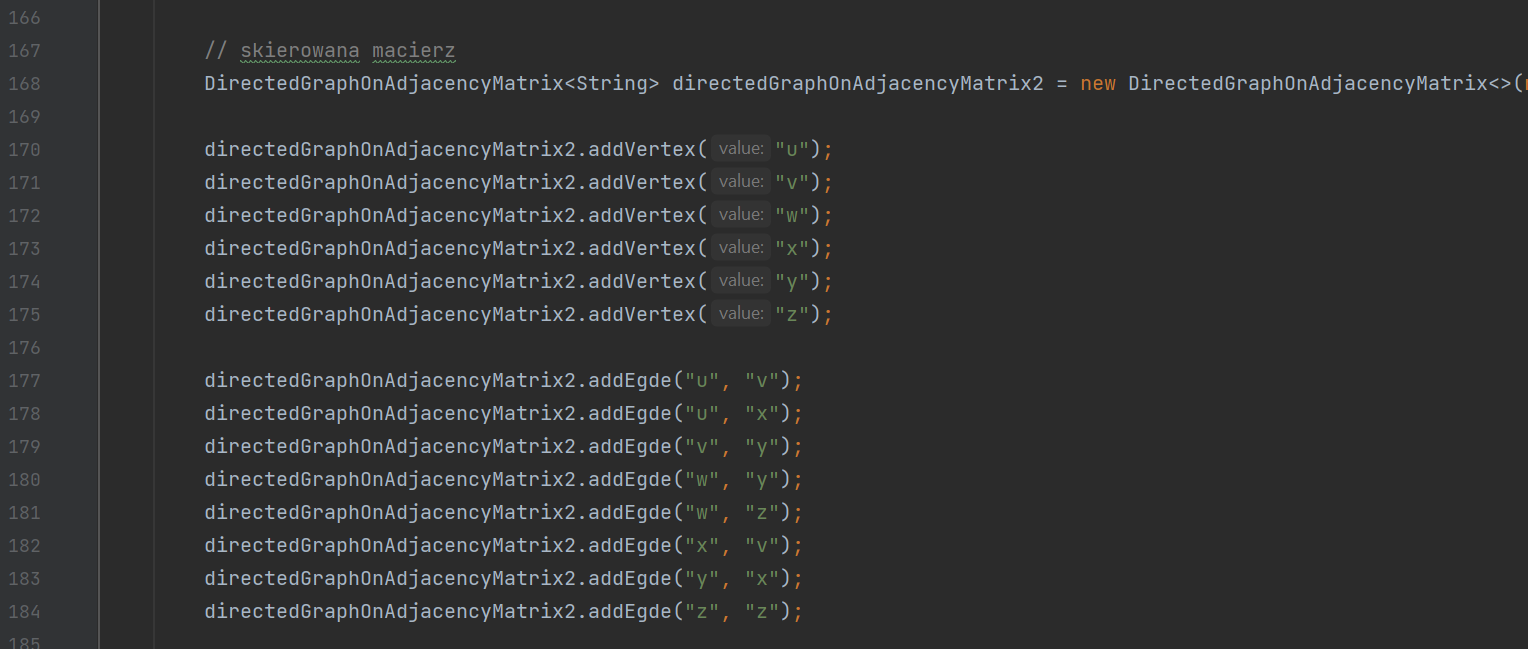 166
167 // skierowana macierz
168 DirectedGraphOnAdjacencyMatrix<String> directedGraphOnAdjacencyMatrix2 = new DirectedGraphOnAdjacencyMatrix<>(
169
170 directedGraphOnAdjacencyMatrix2.addVertex( value: "u");
171 directedGraphOnAdjacencyMatrix2.addVertex( value: "v");
172 directedGraphOnAdjacencyMatrix2.addVertex( value: "w");
173 directedGraphOnAdjacencyMatrix2.addVertex( value: "x");
174 directedGraphOnAdjacencyMatrix2.addVertex( value: "y");
175 directedGraphOnAdjacencyMatrix2.addVertex( value: "z");
176
177 directedGraphOnAdjacencyMatrix2.addEgde("u", "v");
178 directedGraphOnAdjacencyMatrix2.addEgde("u", "x");
179 directedGraphOnAdjacencyMatrix2.addEgde("v", "y");
180 directedGraphOnAdjacencyMatrix2.addEgde("w", "y");
181 directedGraphOnAdjacencyMatrix2.addEgde("w", "z");
182 directedGraphOnAdjacencyMatrix2.addEgde("x", "v");
183 directedGraphOnAdjacencyMatrix2.addEgde("y", "x");
184 directedGraphOnAdjacencyMatrix2.addEgde("z", "z");
185